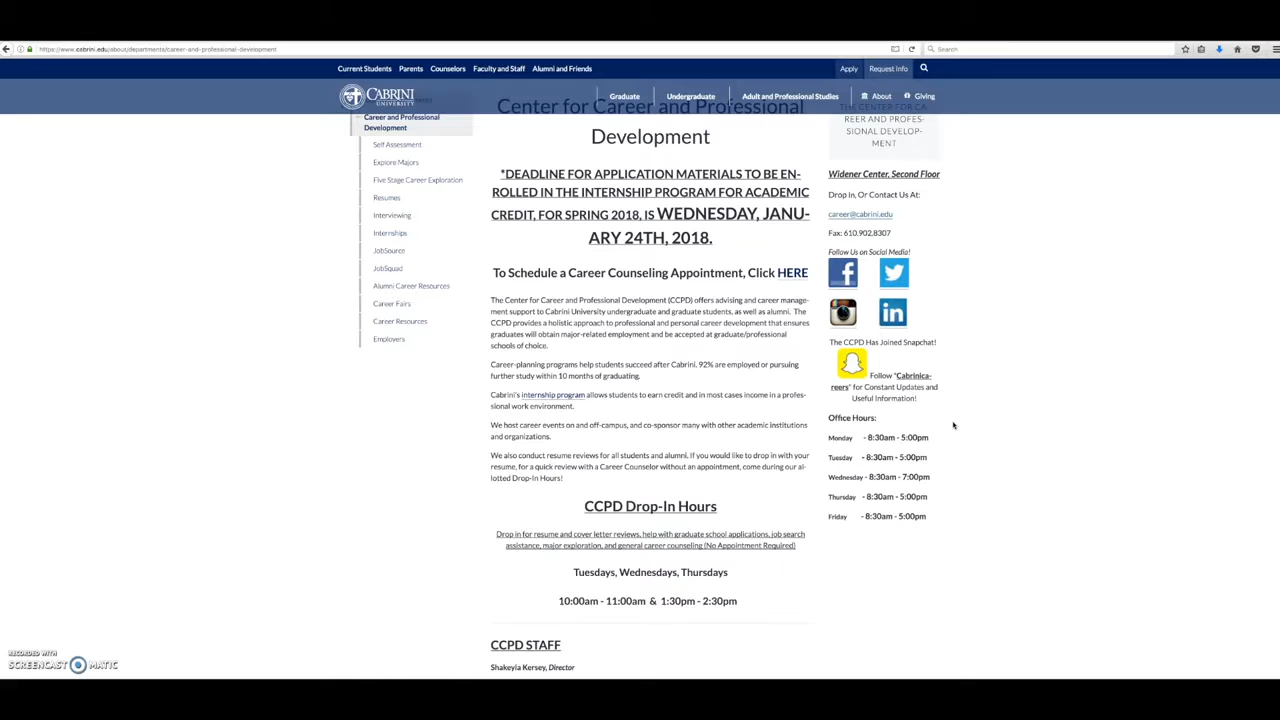 https://www.cabrini.edu/about/departments/career-and-professional-development
Search
Current Students
Parents
Counselors
Faculty and Staff
Alumni and Friends
Apply
Request Info
CABRINI
UNIVERSITY
Graduate
Undergraduate
Adult and Professional Studies
About
Giving
Career and Professional
Development
Self Assessment
Explore Majors
Five Stage Career Exploration
Resumes
Interviewing
Internships
JobSource
JobSquad
Alumni Career Resources
Career Fairs
Career Resources
Employers
Center for Career and Professional
Development
*DEADLINE FOR APPLICATION MATERIALS TO BE EN-
ROLLED IN THE INTERNSHIP PROGRAM FOR ACADEMIC
CREDIT, FOR SPRING 2018, IS WEDNESDAY, JANU-
ARY 24TH, 2018.
To Schedule a Career Counseling Appointment, Click HERE
The Center for Career and Professional Development (CCPD) offers advising and career manage-
ment support to Cabrini University undergraduate and graduate students, as well as alumni. The
CCPD provides a holistic approach to professional and personal career development that ensures
graduates will obtain major-related employment and be accepted at graduate/professional
schools of choice.
Career-planning programs help students succeed after Cabrini. 92% are employed or pursuing
further study within 10 months of graduating.
Cabrini's internship program allows students to earn credit and in most cases income in a profes-
sional work environment.
We host career events on and off-campus, and co-sponsor many with other academic institutions
and organizations.
We also conduct resume reviews for all students and alumni. If you would like to drop in with your
resume, for a quick review with a Career Counselor without an appointment, come during our al-
lotted Drop-In Hours!
CCPD Drop-In Hours
Drop in for resume and cover letter reviews, help with graduate school applications, job search
assistance, major exploration, and general career counseling (No Appointment Required)
Tuesdays, Wednesdays, Thursdays
10:00am - 11:00am & 1:30pm - 2:30pm
CCPD STAFF
Shakeyla Kersey, Director
THE CENTER FOR CA-
REER AND PROFES-
SIONAL DEVELOP-
MENT
Widener Center, Second Floor
Drop In, Or Contact Us At:
career@cabrini.edu
Fax: 610.902.8307
Follow Us on Social Media!
The CCPD Has Joined Snapchat!
Follow "Cabrinica-
reers" for Constant Updates and
Useful Information!
Office Hours:
Monday - 8:30am - 5:00pm
Tuesday - 8:30am - 5:00pm
Wednesday - 8:30am - 7:00pm
Thursday - 8:30am - 5:00pm
Friday - 8:30am - 5:00pm
RECORDED WITH
SCREENCAST MATIC